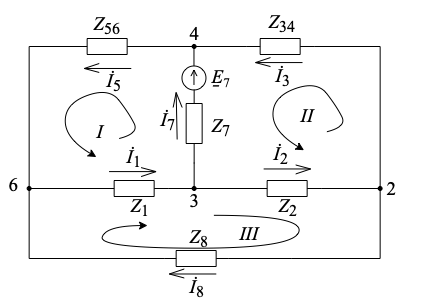 Z56 4 Z34
İ5 E7 İ3
I İ7 Z7 II
İ1 İ2
6 Z1 3 Z2 2
Z8 III
İ8